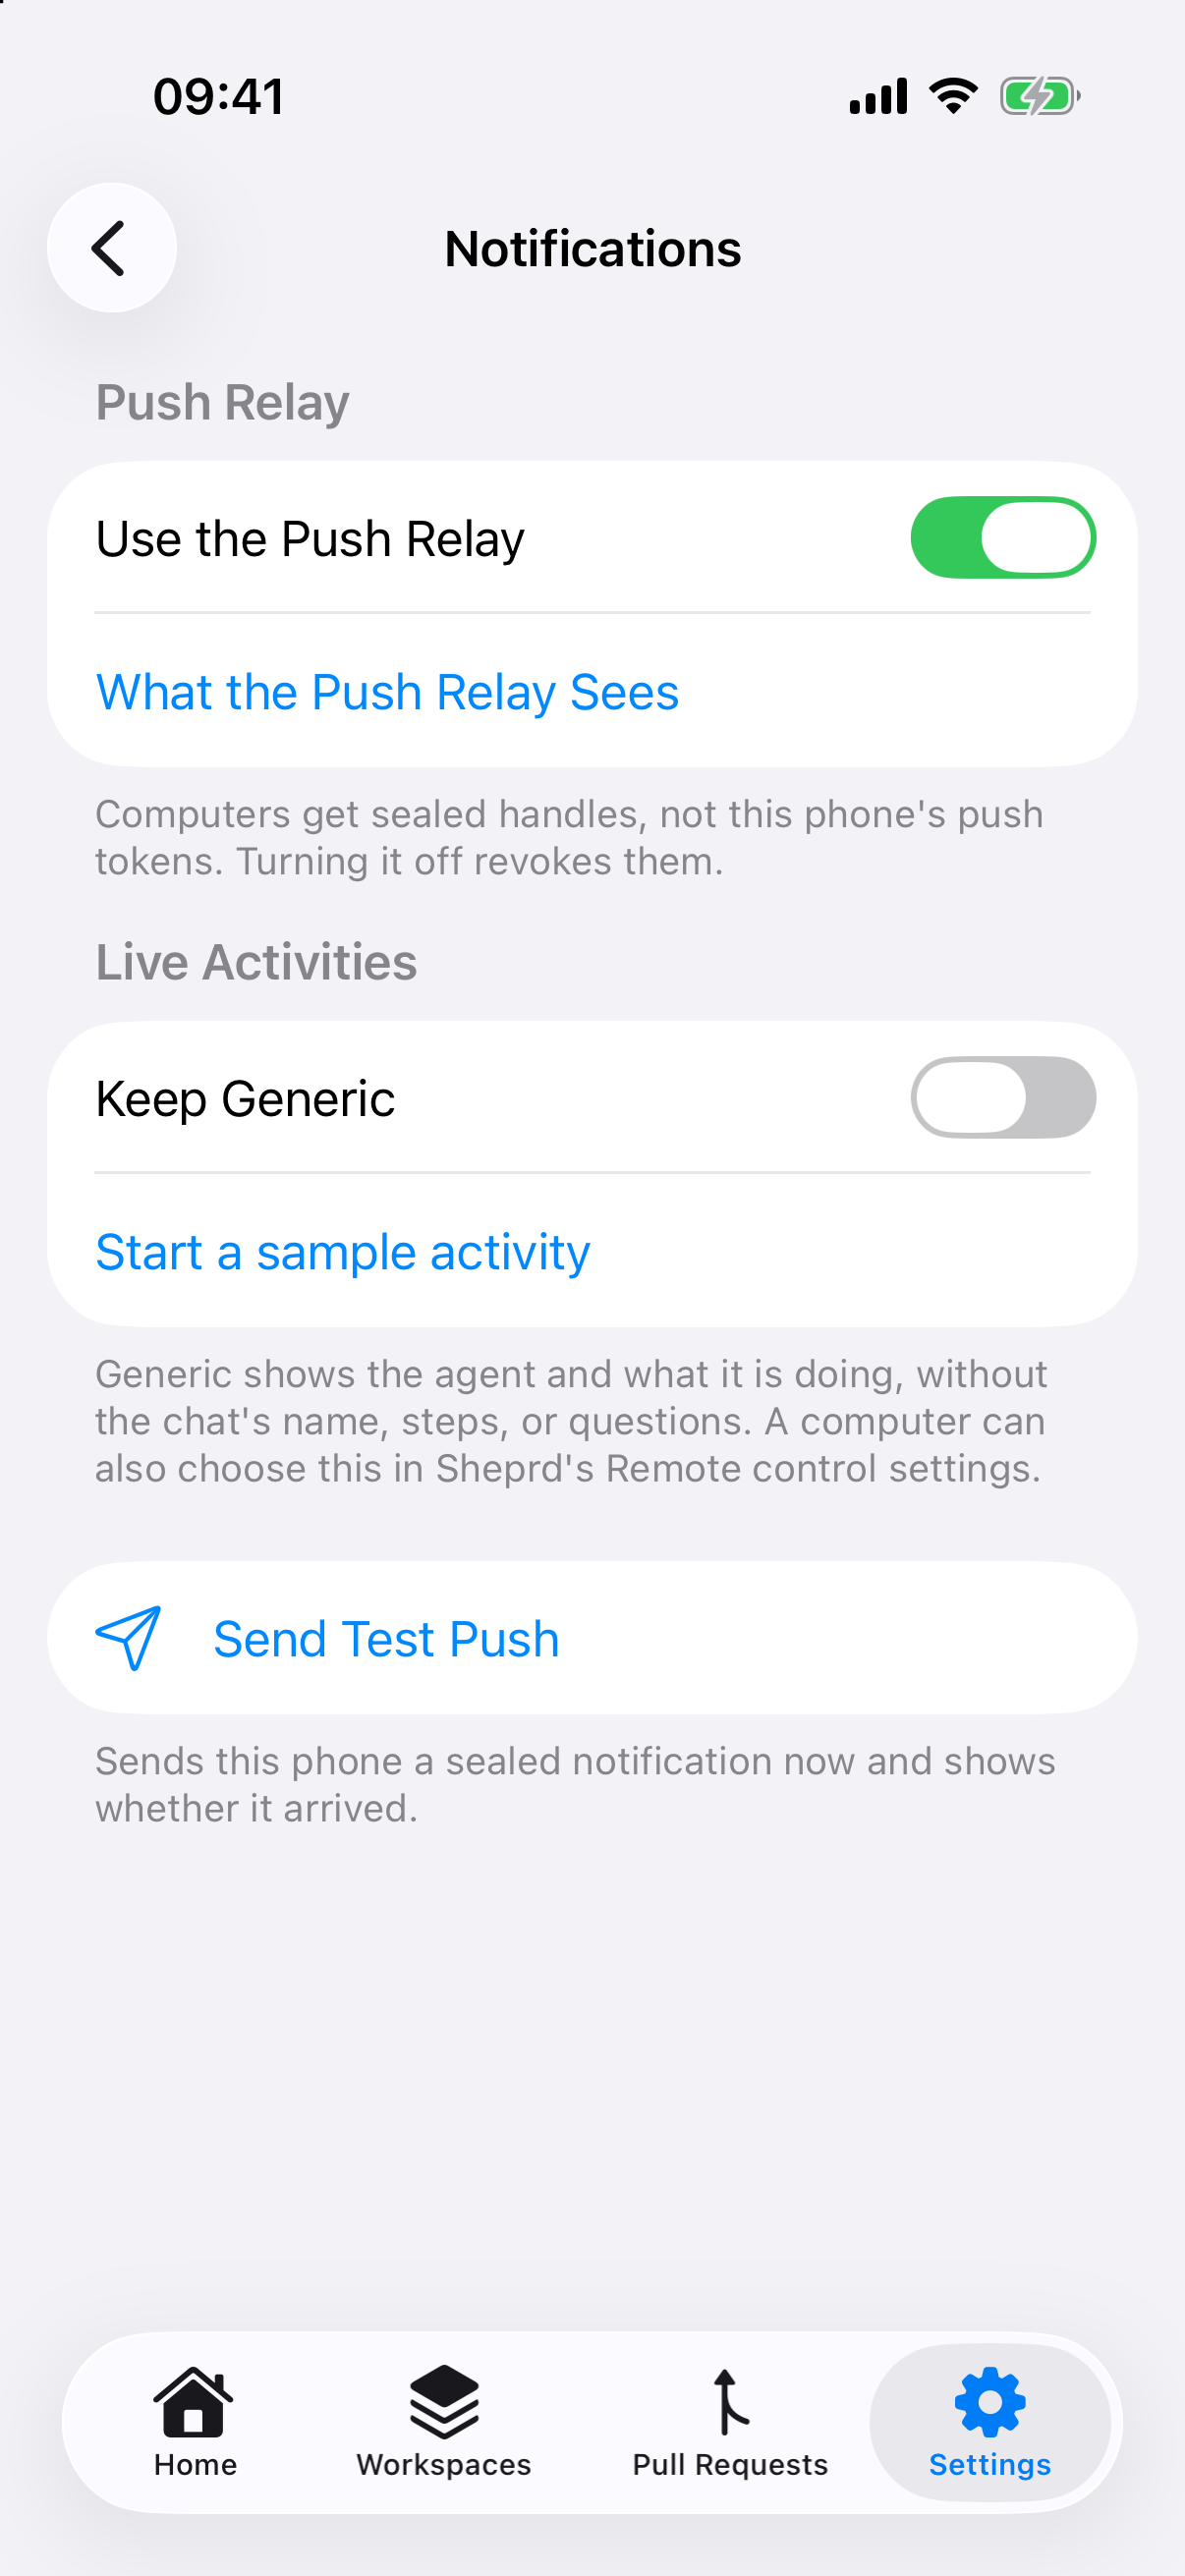 09:41
Notifications
Push Relay
Use the Push Relay
What the Push Relay Sees
Computers get sealed handles, not this phone's push
tokens. Turning it off revokes them.
Live Activities
Keep Generic
Start a sample activity
Generic shows the agent and what it is doing, without
the chat's name, steps, or questions. A computer can
also choose this in Sheprd's Remote control settings.
Send Test Push
Sends this phone a sealed notification now and shows
whether it arrived.
Home
Workspaces
Pull Requests
Settings